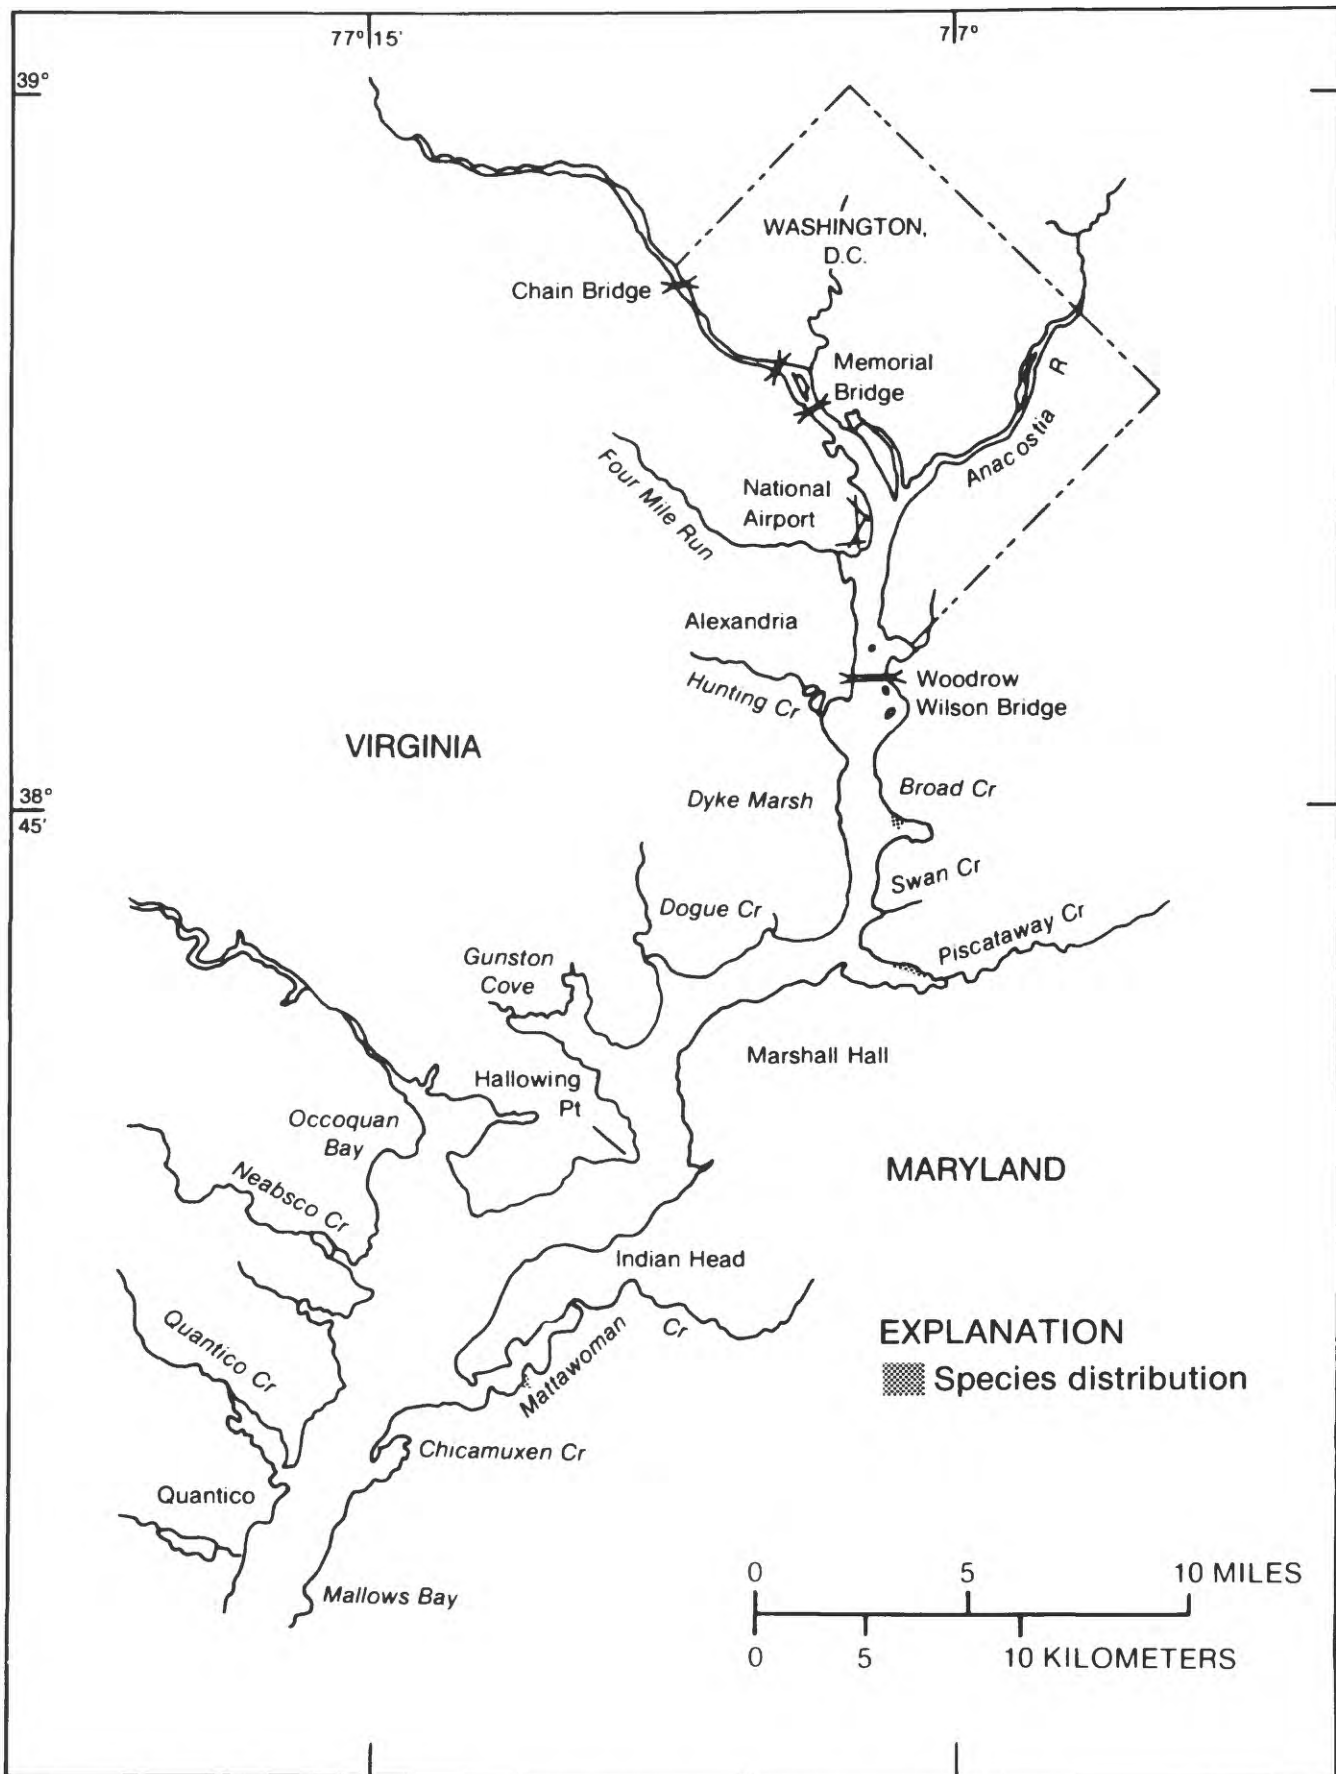 77° 15'
77°
39°
WASHINGTON,
D.C.
Chain Bridge
Memorial
Bridge
Anacostia R
Four Mile Run
National
Airport
Alexandria
Hunting Cr
Woodrow
Wilson Bridge
VIRGINIA
Dyke Marsh
Broad Cr
38°
45'
Swan Cr
Dogue Cr
Piscataway Cr
Gunston
Cove
Marshall Hall
Hallowing
Pt
Occoquan
Bay
Neabsco Cr
MARYLAND
Indian Head
Mattawoman Cr
Quantico Cr
EXPLANATION
Species distribution
Chicamuxen Cr
Quantico
Mallows Bay
0 5 10 MILES
0 5 10 KILOMETERS